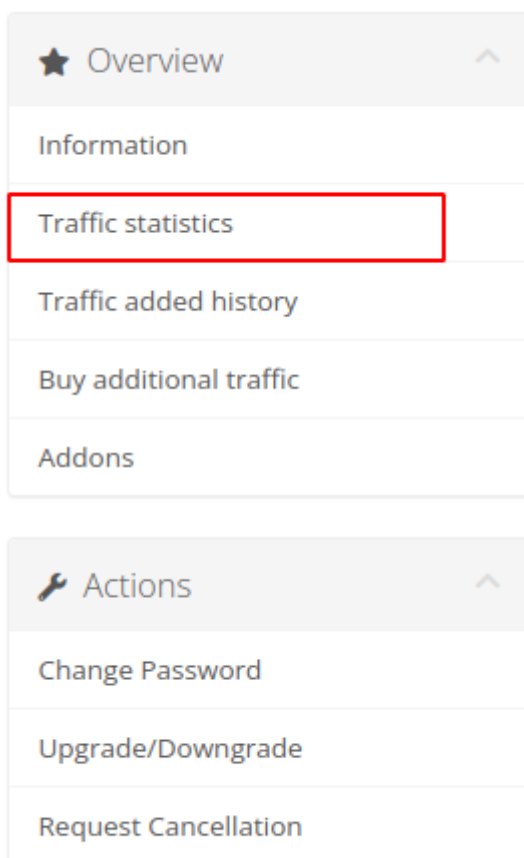 Overview
Information
Traffic statistics
Traffic added history
Buy additional traffic
Addons
Actions
Change Password
Upgrade/Downgrade
Request Cancellation